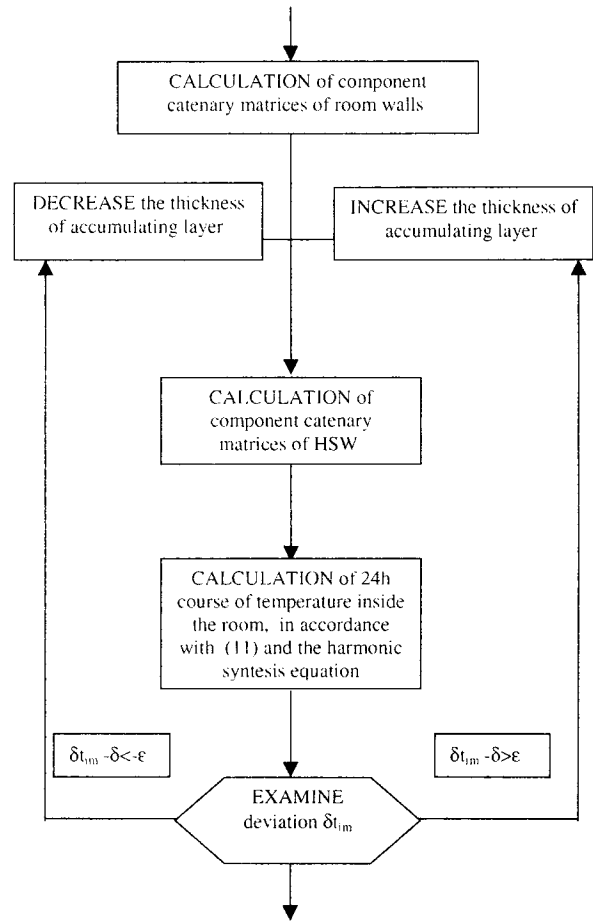 CALCULATION of component
catenary matrices of room walls
DECREASE the thickness
of accumulating layer
INCREASE the thickness of
accumulating layer
CALCULATION of
component catenary
matrices of HSW
CALCULATION of 24h
course of temperature inside
the room, in accordance
with (11) and the harmonic
syntesis equation
δt_im -δ<-ε
δt_im -δ>ε
EXAMINE
deviation δt_im